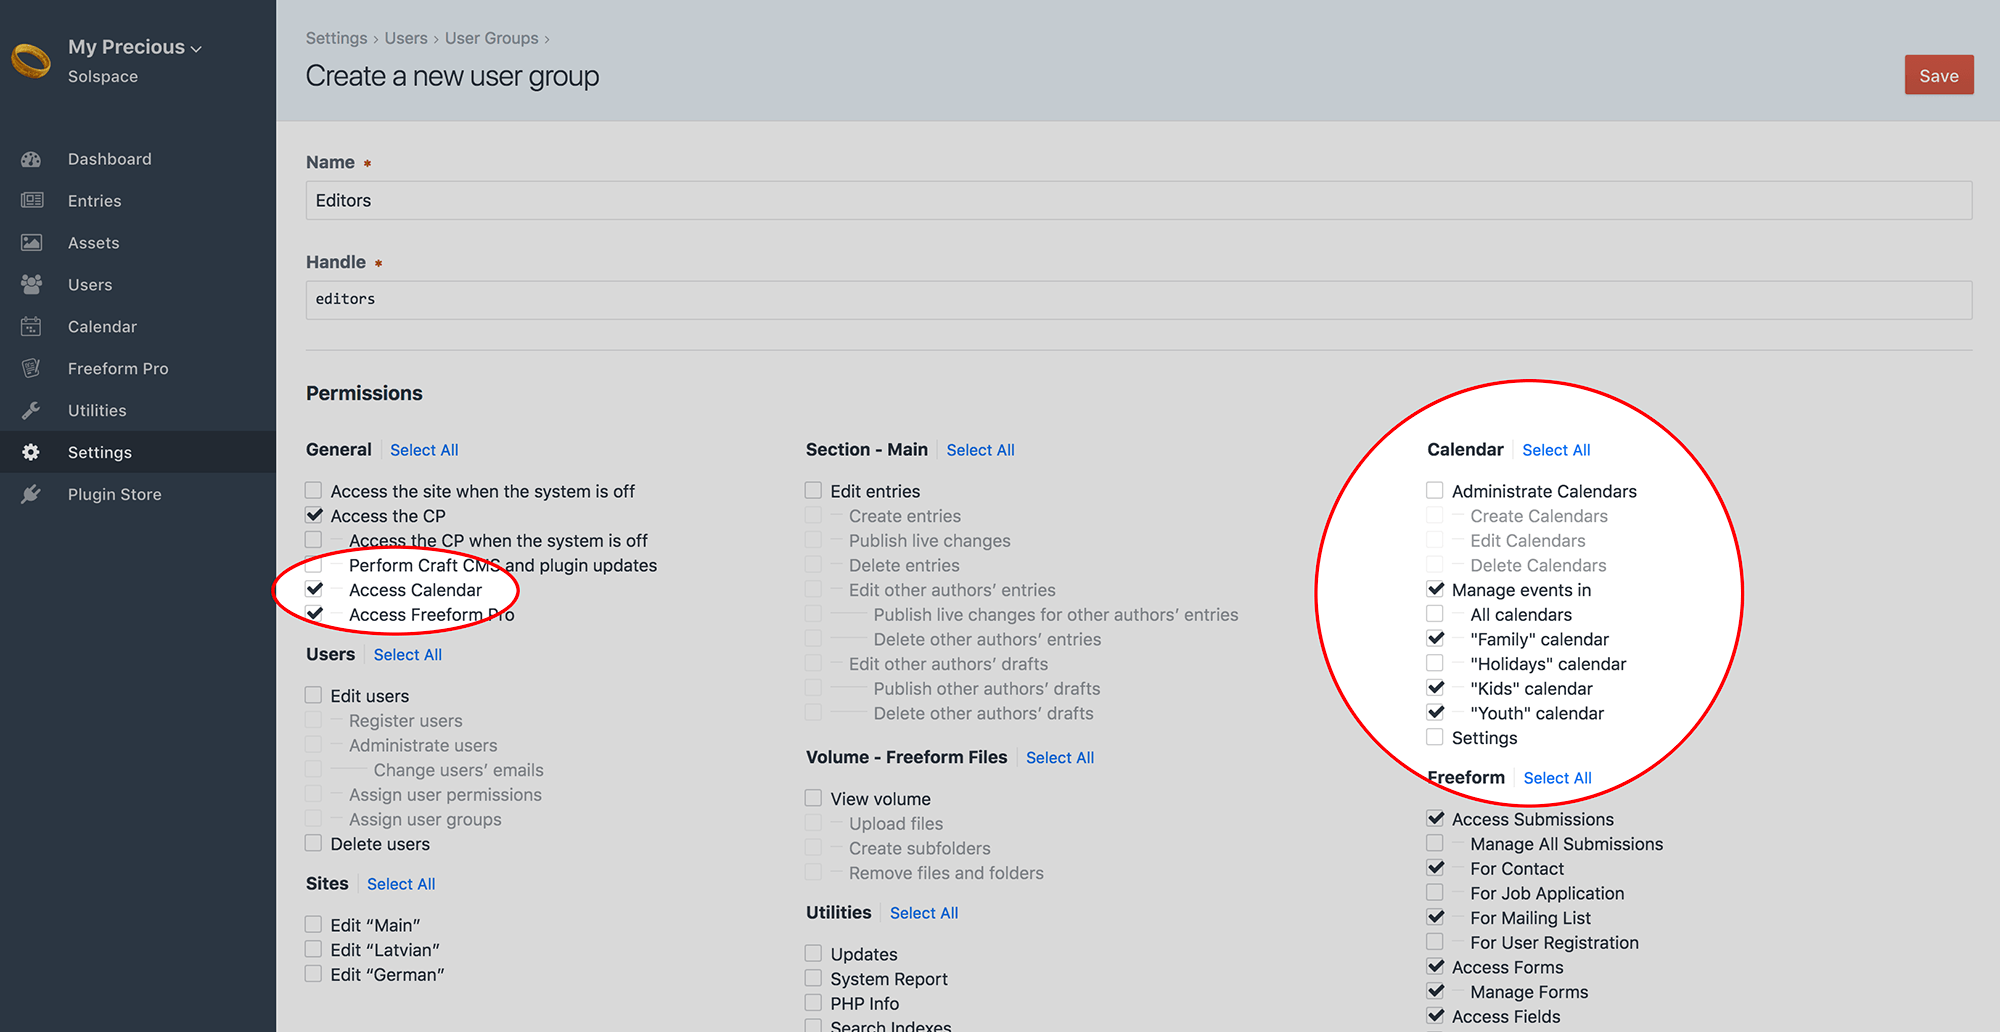 My Precious
Solspace
Dashboard
Entries
Assets
Users
Calendar
Freeform Pro
Utilities
Settings
Plugin Store
Settings › Users › User Groups ›
Create a new user group
Save
Name *
Editors
Handle *
editors
Permissions
General Select All
Access the site when the system is off
Access the CP
Access the CP when the system is off
Perform Craft CMS and plugin updates
Access Calendar
Access Freeform Pro
Users Select All
Edit users
Register users
Administrate users
Change users’ emails
Assign user permissions
Assign user groups
Delete users
Sites Select All
Edit “Main”
Edit “Latvian”
Edit “German”
Section - Main Select All
Edit entries
Create entries
Publish live changes
Delete entries
Edit other authors’ entries
Publish live changes for other authors’ entries
Delete other authors’ entries
Edit other authors’ drafts
Publish other authors’ drafts
Delete other authors’ drafts
Volume - Freeform Files Select All
View volume
Upload files
Create subfolders
Remove files and folders
Utilities Select All
Updates
System Report
PHP Info
Search Indexes
Calendar Select All
Administrate Calendars
Create Calendars
Edit Calendars
Delete Calendars
Manage events in
All calendars
"Family" calendar
"Holidays" calendar
"Kids" calendar
"Youth" calendar
Settings
Freeform Select All
Access Submissions
Manage All Submissions
For Contact
For Job Application
For Mailing List
For User Registration
Access Forms
Manage Forms
Access Fields